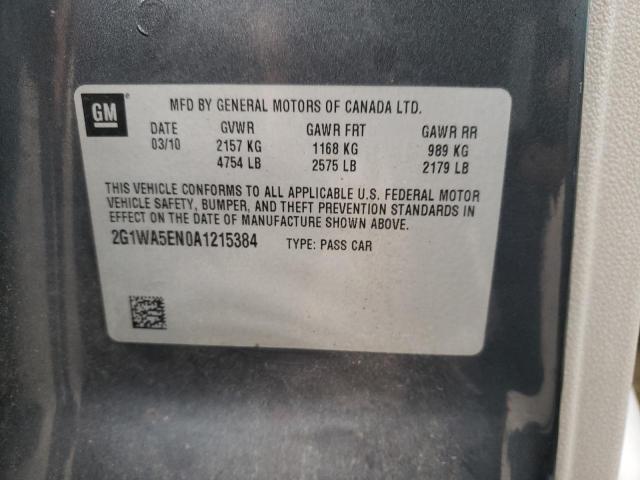 GM®
MFD BY GENERAL MOTORS OF CANADA LTD.
DATE GVWR GAWR FRT GAWR RR
03/10 2157 KG 1168 KG 989 KG
4754 LB 2575 LB 2179 LB
THIS VEHICLE CONFORMS TO ALL APPLICABLE U.S. FEDERAL MOTOR
VEHICLE SAFETY, BUMPER, AND THEFT PREVENTION STANDARDS IN
EFFECT ON THE DATE OF MANUFACTURE SHOWN ABOVE.
2G1WA5EN0A1215384 TYPE: PASS CAR